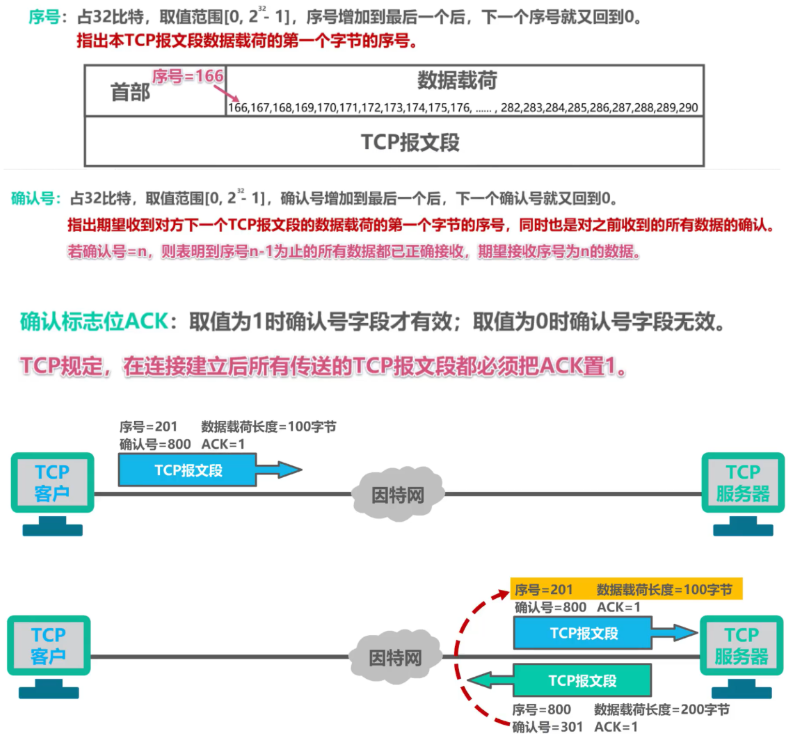 序号：占32比特，取值范围[0, 2³²- 1]，序号增加到最后一个后，下一个序号就又回到0。
指出本TCP报文段数据载荷的第一个字节的序号。
首部
序号=166
数据载荷
166,167,168,169,170,171,172,173,174,175,176, …… , 282,283,284,285,286,287,288,289,290
TCP报文段
确认号：占32比特，取值范围[0, 2³²- 1]，确认号增加到最后一个后，下一个确认号就又回到0。
指出期望收到对方下一个TCP报文段的数据载荷的第一个字节的序号，同时也是对之前收到的所有数据的确认。
若确认号=n，则表明到序号n-1为止的所有数据都已正确接收，期望接收序号为n的数据。
确认标志位ACK：取值为1时确认号字段才有效；取值为0时确认号字段无效。
TCP规定，在连接建立后所有传送的TCP报文段都必须把ACK置1。
序号=201 数据载荷长度=100字节
确认号=800 ACK=1
TCP报文段
TCP
客户
因特网
TCP
服务器
序号=201 数据载荷长度=100字节
确认号=800 ACK=1
TCP报文段
TCP
客户
因特网
TCP
服务器
TCP报文段
序号=800 数据载荷长度=200字节
确认号=301 ACK=1